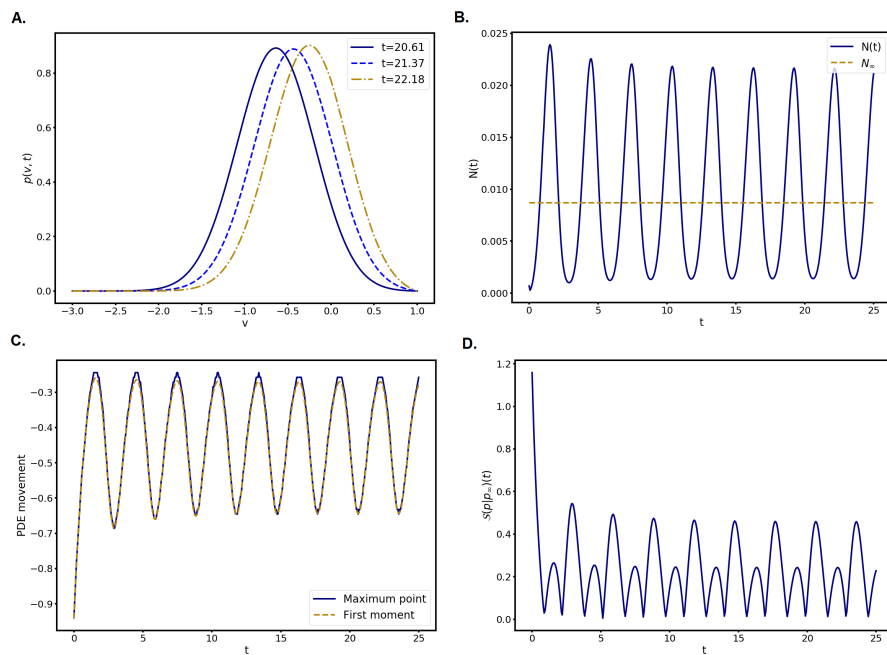 A.
t=20.61
t=21.37
t=22.18
p(v, t)
0.8
0.6
0.4
0.2
0.0
−3.0 −2.5 −2.0 −1.5 −1.0 −0.5 0.0 0.5 1.0
v
B.
N(t)
N∞
N(t)
0.025
0.020
0.015
0.010
0.005
0.000
0 5 10 15 20 25
t
C.
PDE movement
−0.3
−0.4
−0.5
−0.6
−0.7
−0.8
−0.9
Maximum point
First moment
0 5 10 15 20 25
t
D.
S(p|p∞)(t)
1.2
1.0
0.8
0.6
0.4
0.2
0.0
0 5 10 15 20 25
t